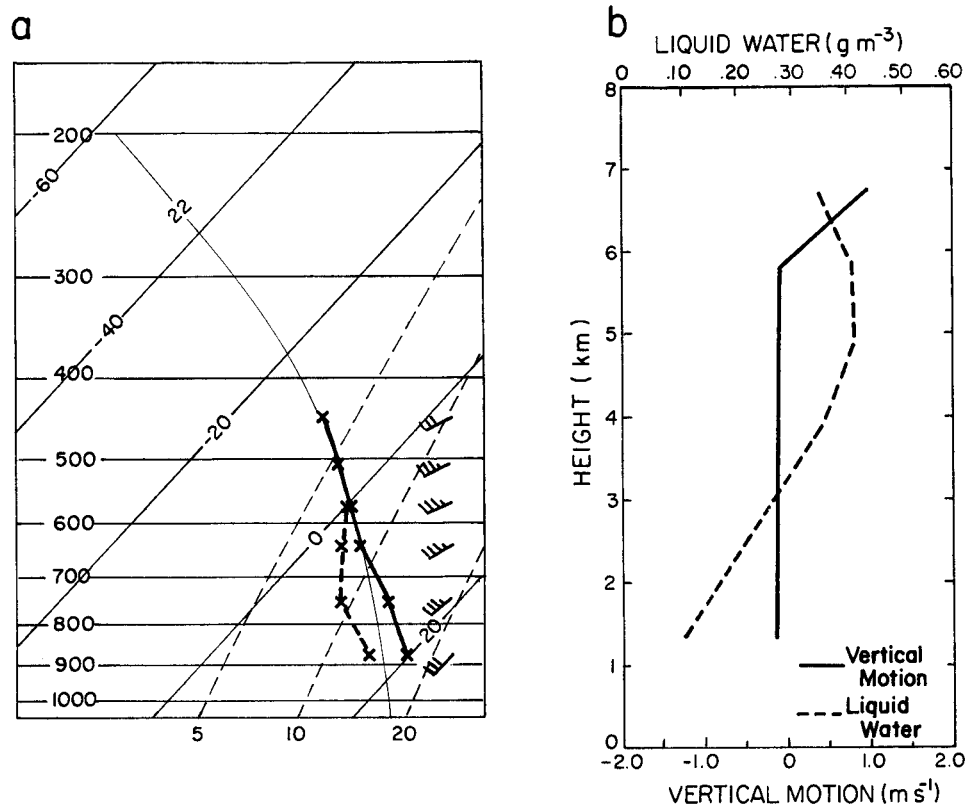 a
200
-60
22
300
-40
400
-20
500
600
0
700
800
20
900
1000
5 10 20
b
LIQUID WATER (g m⁻³)
0 .10 .20 .30 .40 .50 .60
8
7
6
5
4
3
2
1
0
HEIGHT (km)
Vertical
Motion
Liquid
Water
-2.0 -1.0 0 1.0 2.0
VERTICAL MOTION (m s⁻¹)